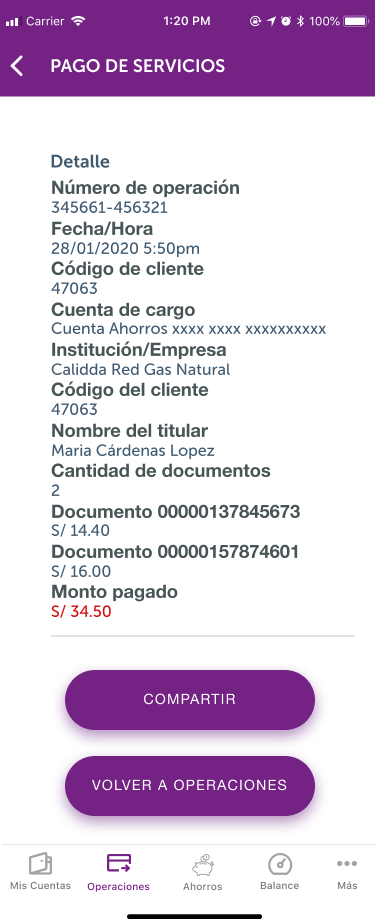 Carrier 1:20 PM 100%
PAGO DE SERVICIOS
Detalle
Número de operación
345661-456321
Fecha/Hora
28/01/2020 5:50pm
Código de cliente
47063
Cuenta de cargo
Cuenta Ahorros xxxx xxxx xxxxxxxxxx
Institución/Empresa
Calidda Red Gas Natural
Código del cliente
47063
Nombre del titular
Maria Cárdenas Lopez
Cantidad de documentos
2
Documento 00000137845673
S/ 14.40
Documento 00000157874601
S/ 16.00
Monto pagado
S/ 34.50
COMPARTIR
VOLVER A OPERACIONES
Mis Cuentas Operaciones Ahorros Balance Más